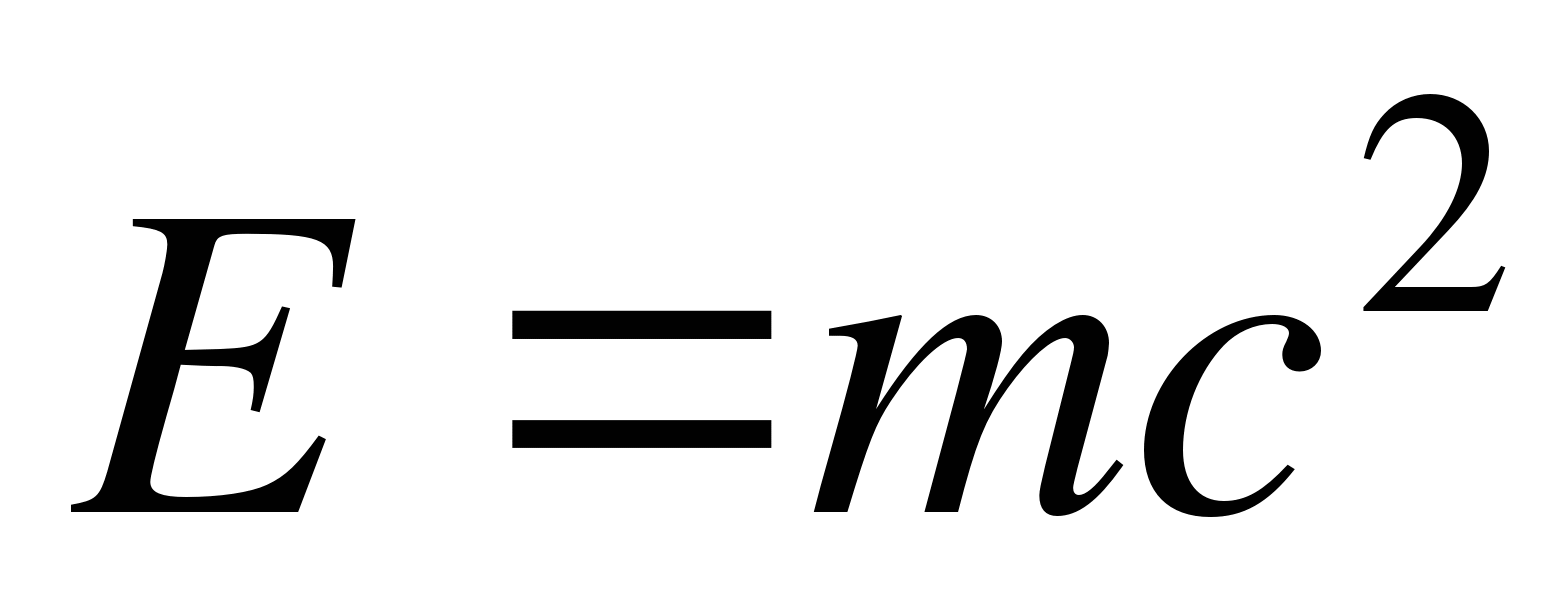 E = mc²